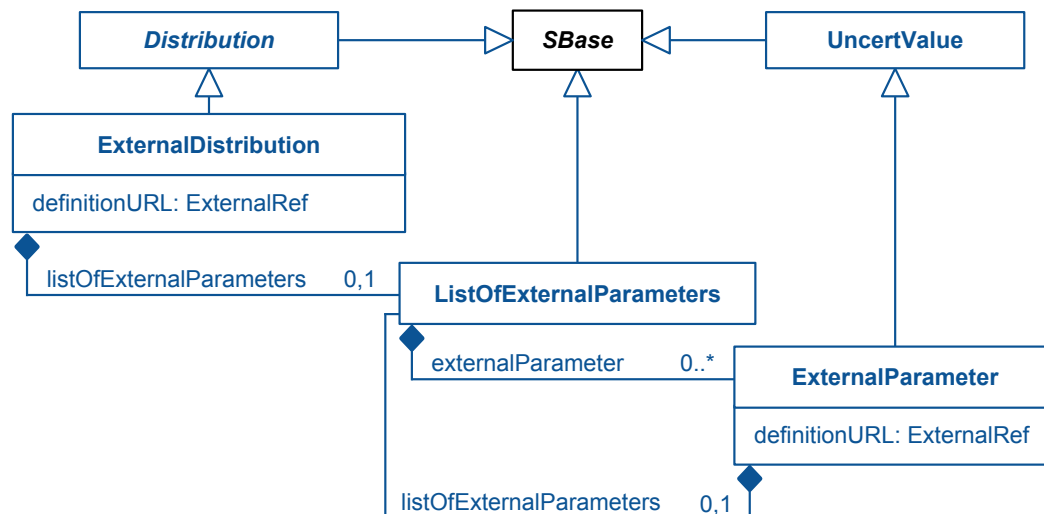 Distribution
SBase
UncertValue
ExternalDistribution
definitionURL: ExternalRef
listOfExternalParameters 0,1
ListOfExternalParameters
externalParameter 0..*
ExternalParameter
definitionURL: ExternalRef
listOfExternalParameters 0,1